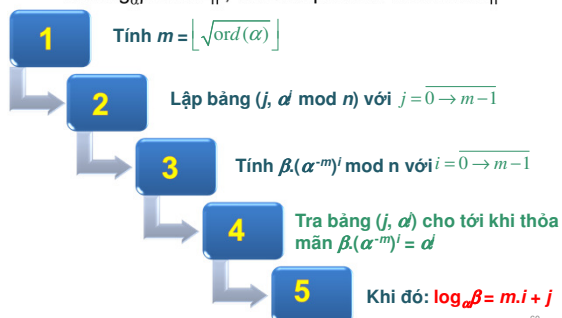 1
Tính m = ⌊√ord(α)⌋
2
Lập bảng (j, αʲ mod n) với j = 0 → m−1
3
Tính β.(α⁻ᵐ)ⁱ mod n với i = 0 → m−1
4
Tra bảng (j, αʲ) cho tới khi thỏa
mãn β.(α⁻ᵐ)ⁱ = αʲ
5
Khi đó: logαβ = m.i + j